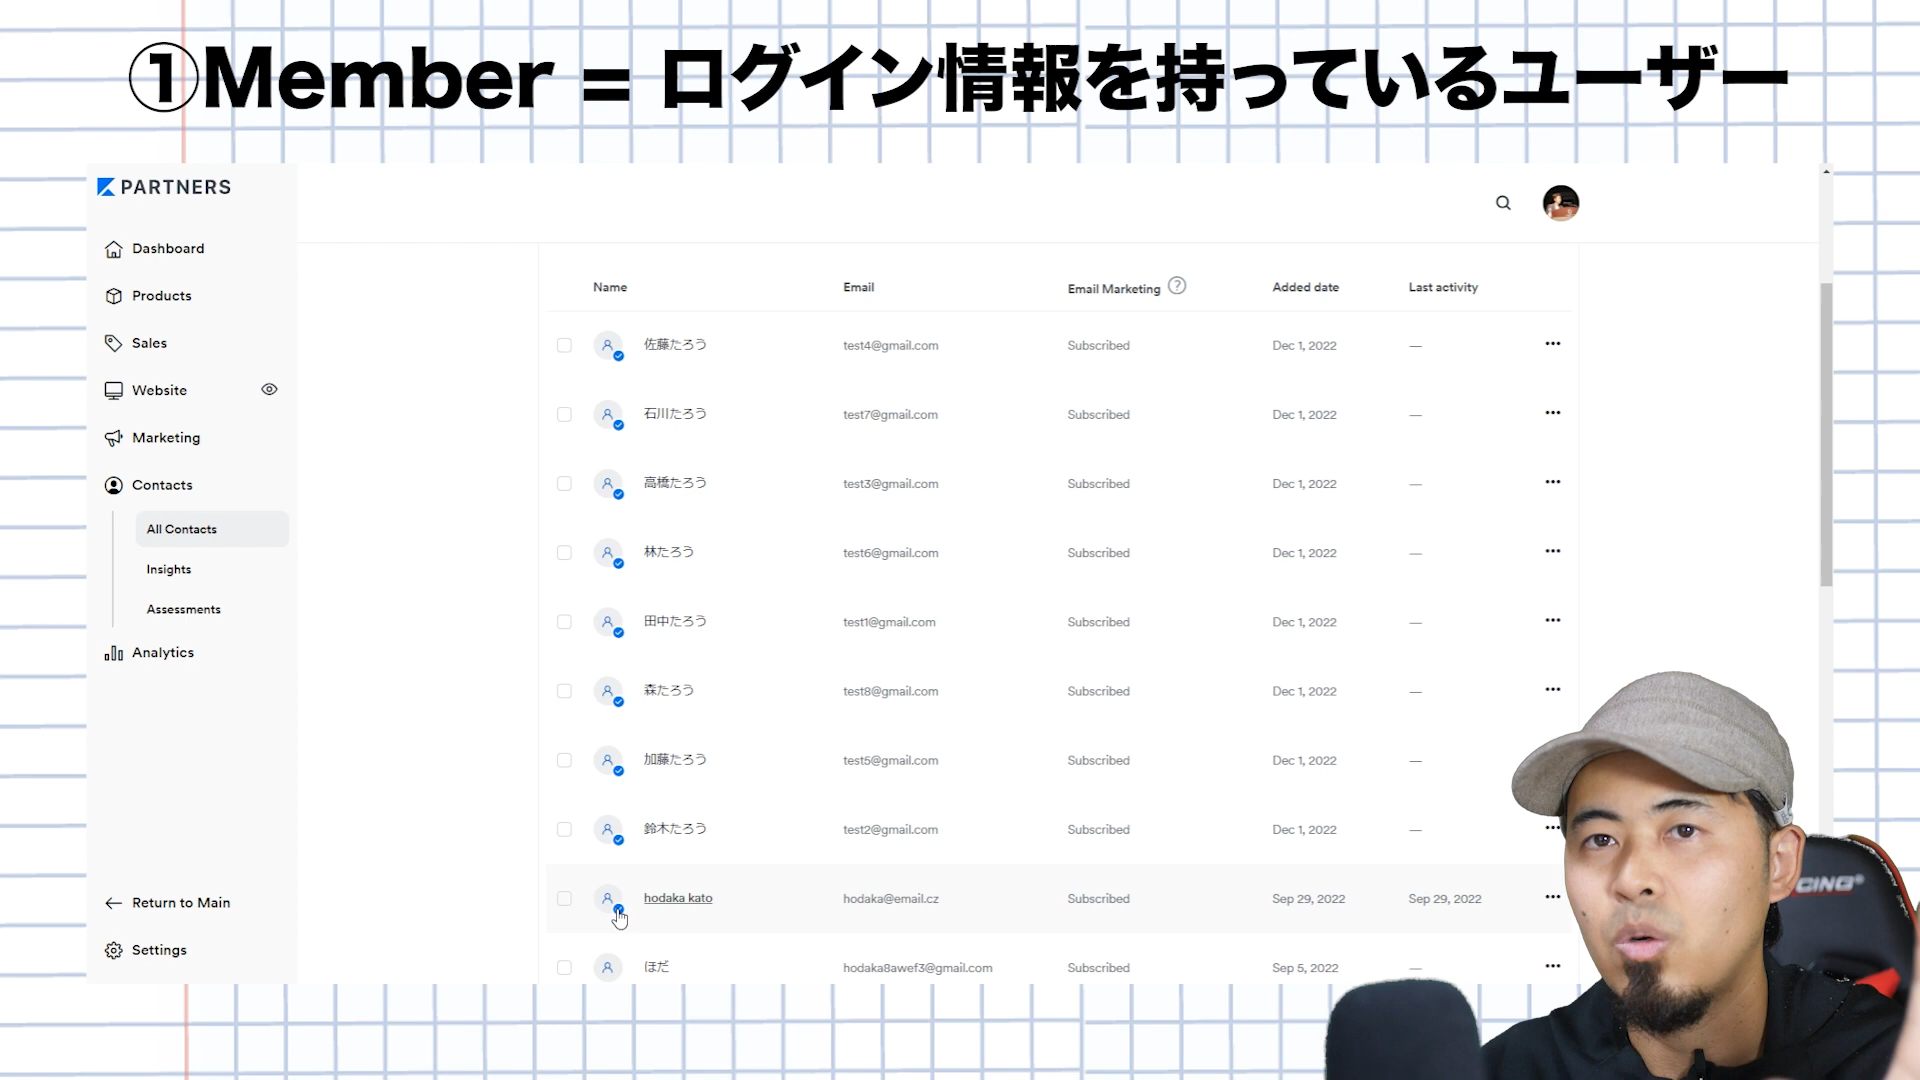 ①Member = ログイン情報を持っているユーザー
PARTNERS
Dashboard
Products
Sales
Website
Marketing
Contacts
All Contacts
Insights
Assessments
Analytics
Return to Main
Settings
Name Email Email Marketing ? Added date Last activity
佐藤たろう test4@gmail.com Subscribed Dec 1, 2022 —
石川たろう test7@gmail.com Subscribed Dec 1, 2022 —
高橋たろう test3@gmail.com Subscribed Dec 1, 2022 —
林たろう test6@gmail.com Subscribed Dec 1, 2022 —
田中たろう test1@gmail.com Subscribed Dec 1, 2022 —
森たろう test8@gmail.com Subscribed Dec 1, 2022 —
加藤たろう test5@gmail.com Subscribed Dec 1, 2022 —
鈴木たろう test2@gmail.com Subscribed Dec 1, 2022 —
hodaka kato hodaka@email.cz Subscribed Sep 29, 2022 Sep 29, 2022
ほだ hodaka8awef3@gmail.com Subscribed Sep 5, 2022 —